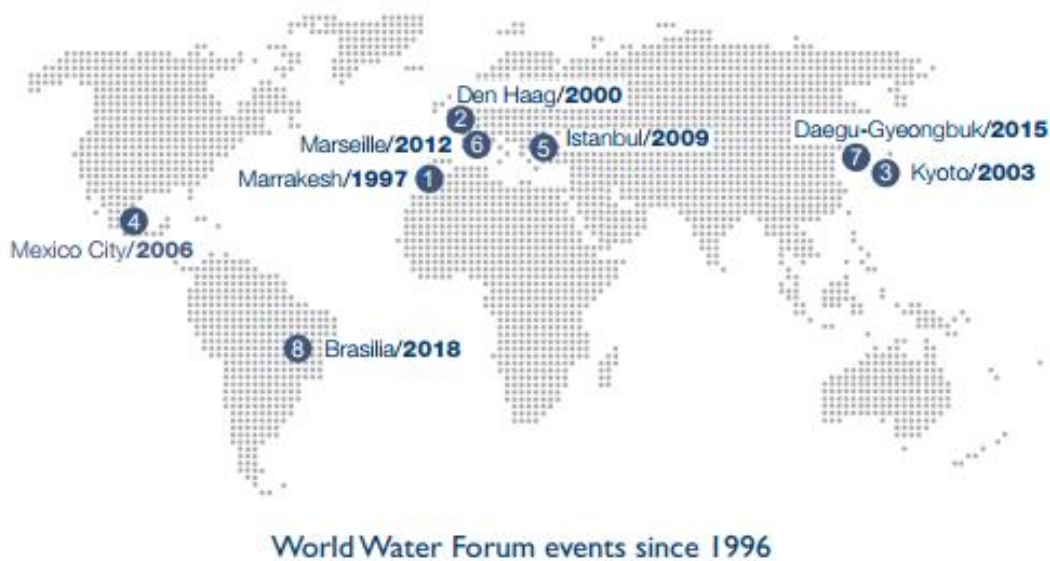 Den Haag/2000
2
Marseille/2012 6
5 Istanbul/2009
Daegu-Gyeongbuk/2015
7
3 Kyoto/2003
Marrakesh/1997 1
4
Mexico City/2006
8 Brasilia/2018
World Water Forum events since 1996